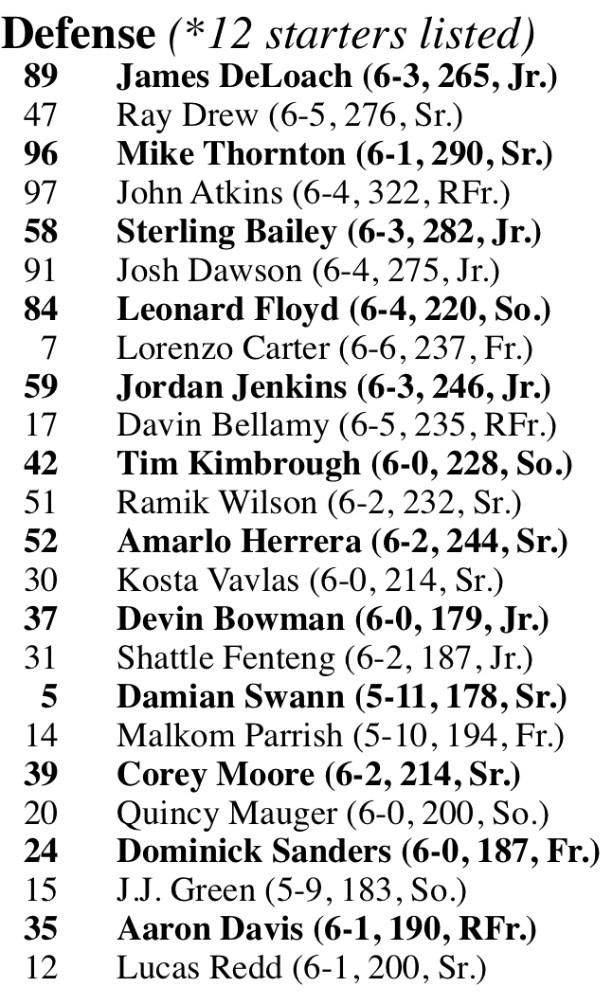 Defense (*12 starters listed)
89 James DeLoach (6-3, 265, Jr.)
47 Ray Drew (6-5, 276, Sr.)
96 Mike Thornton (6-1, 290, Sr.)
97 John Atkins (6-4, 322, RFr.)
58 Sterling Bailey (6-3, 282, Jr.)
91 Josh Dawson (6-4, 275, Jr.)
84 Leonard Floyd (6-4, 220, So.)
7 Lorenzo Carter (6-6, 237, Fr.)
59 Jordan Jenkins (6-3, 246, Jr.)
17 Davin Bellamy (6-5, 235, RFr.)
42 Tim Kimbrough (6-0, 228, So.)
51 Ramik Wilson (6-2, 232, Sr.)
52 Amarlo Herrera (6-2, 244, Sr.)
30 Kosta Vavlas (6-0, 214, Sr.)
37 Devin Bowman (6-0, 179, Jr.)
31 Shattle Fenteng (6-2, 187, Jr.)
5 Damian Swann (5-11, 178, Sr.)
14 Malkom Parrish (5-10, 194, Fr.)
39 Corey Moore (6-2, 214, Sr.)
20 Quincy Mauger (6-0, 200, So.)
24 Dominick Sanders (6-0, 187, Fr.)
15 J.J. Green (5-9, 183, So.)
35 Aaron Davis (6-1, 190, RFr.)
12 Lucas Redd (6-1, 200, Sr.)